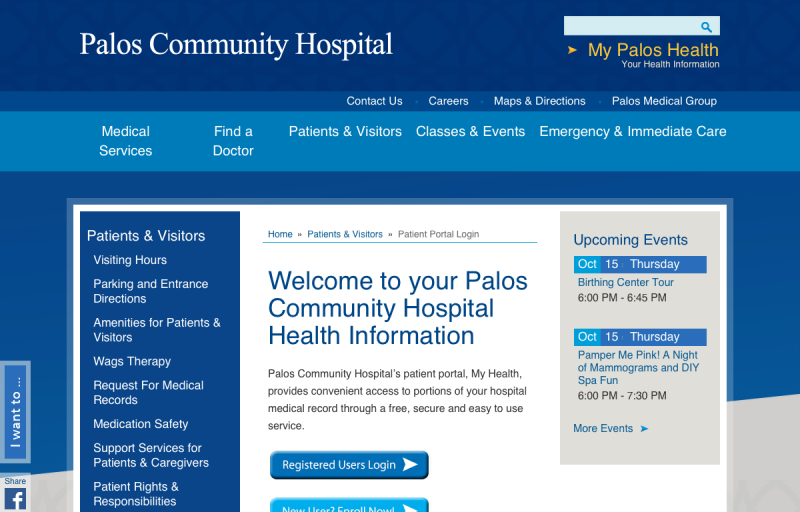 Palos Community Hospital
My Palos Health
Your Health Information
Contact Us
Careers
Maps & Directions
Palos Medical Group
Medical
Services
Find a
Doctor
Patients & Visitors
Classes & Events
Emergency & Immediate Care
Patients & Visitors
Visiting Hours
Parking and Entrance
Directions
Amenities for Patients &
Visitors
Wags Therapy
Request For Medical
Records
Medication Safety
Support Services for
Patients & Caregivers
Patient Rights &
Responsibilities
Home » Patients & Visitors » Patient Portal Login
Welcome to your Palos
Community Hospital
Health Information
Palos Community Hospital's patient portal, My Health,
provides convenient access to portions of your hospital
medical record through a free, secure and easy to use
service.
Registered Users Login
New User? Enroll Now!
Upcoming Events
Oct 15 Thursday
Birthing Center Tour
6:00 PM - 6:45 PM
Oct 15 Thursday
Pamper Me Pink! A Night
of Mammograms and DIY
Spa Fun
6:00 PM - 7:30 PM
More Events
I want to ...
Share
f